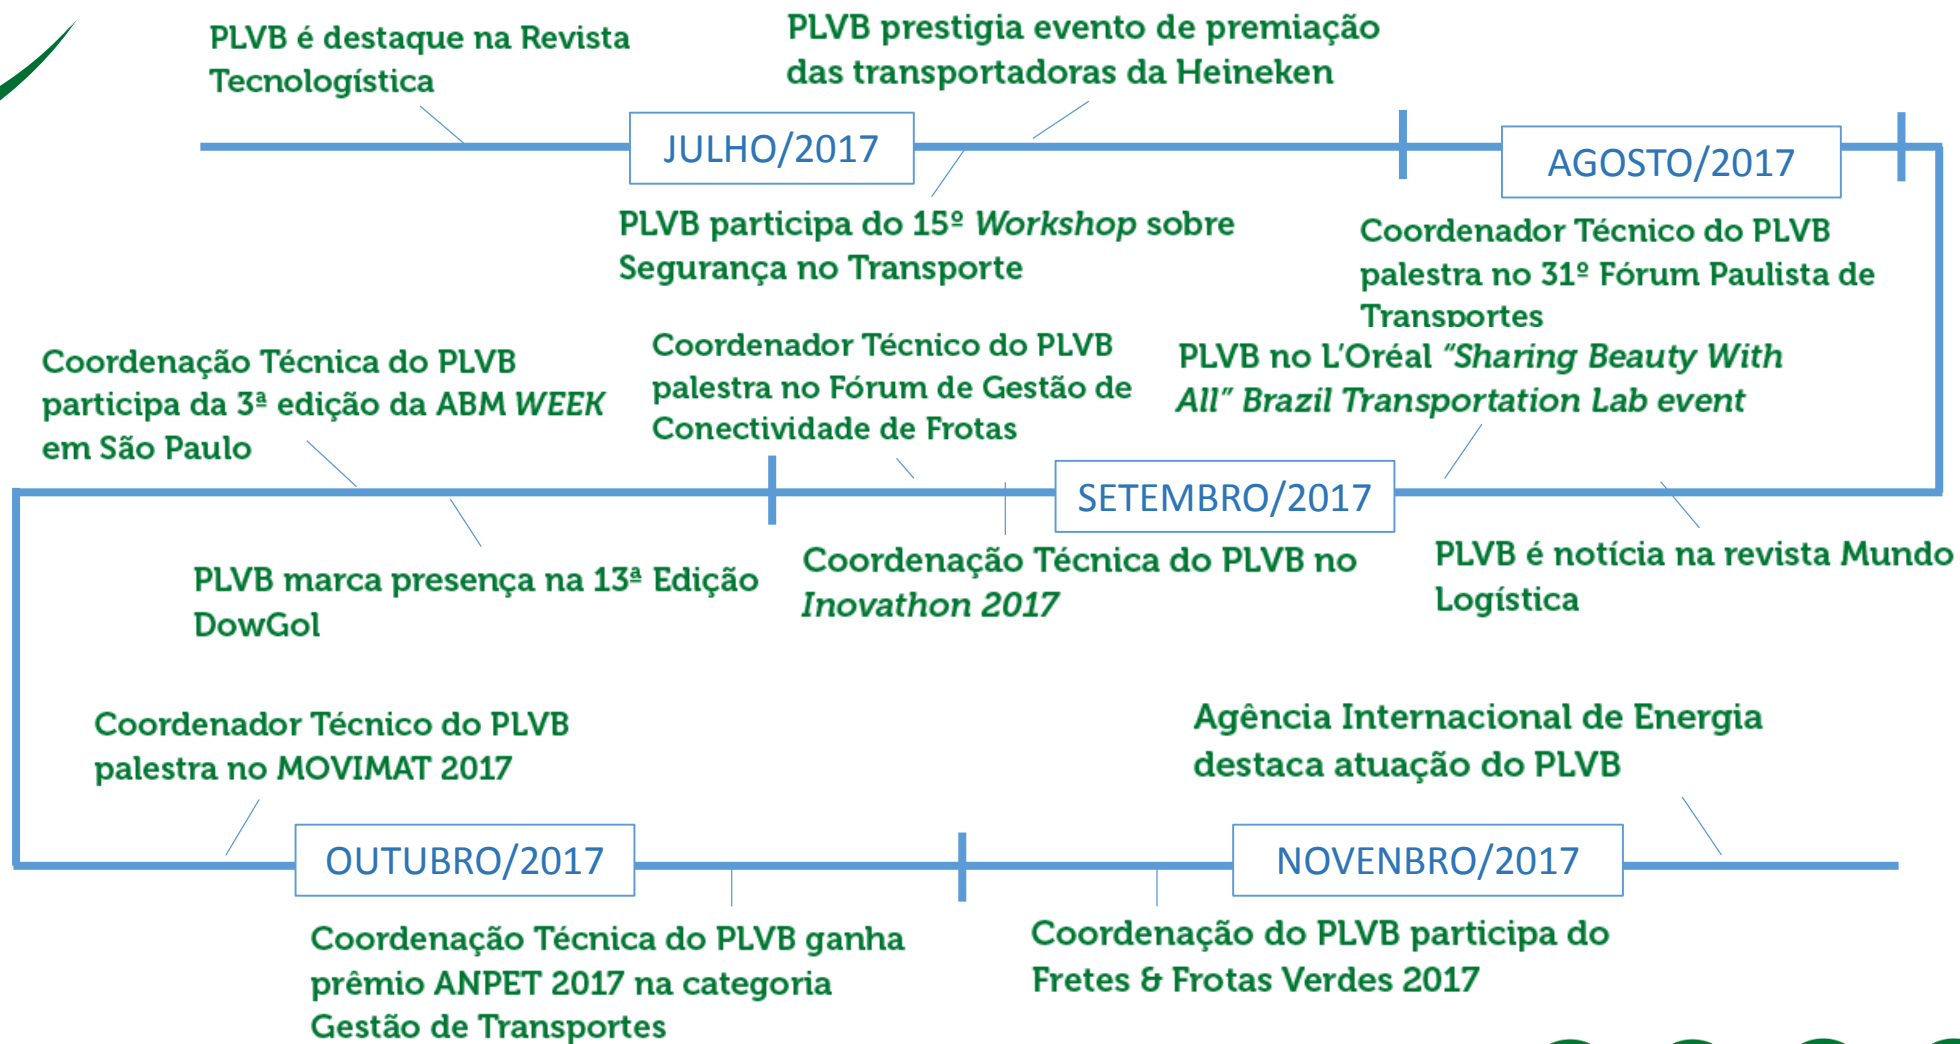 PLVB é destaque na Revista
Tecnologística
PLVB prestigia evento de premiação
das transportadoras da Heineken
JULHO/2017
AGOSTO/2017
PLVB participa do 15º Workshop sobre
Segurança no Transporte
Coordenador Técnico do PLVB
palestra no 31º Fórum Paulista de
Transportes
Coordenação Técnica do PLVB
participa da 3ª edição da ABM WEEK
em São Paulo
Coordenador Técnico do PLVB
palestra no Fórum de Gestão de
Conectividade de Frotas
PLVB no L'Oréal “Sharing Beauty With
All” Brazil Transportation Lab event
SETEMBRO/2017
PLVB marca presença na 13ª Edição
DowGol
Coordenação Técnica do PLVB no
Inovathon 2017
PLVB é notícia na revista Mundo
Logística
Coordenador Técnico do PLVB
palestra no MOVIMAT 2017
Agência Internacional de Energia
destaca atuação do PLVB
OUTUBRO/2017
NOVENBRO/2017
Coordenação Técnica do PLVB ganha
prêmio ANPET 2017 na categoria
Gestão de Transportes
Coordenação do PLVB participa do
Fretes & Frotas Verdes 2017